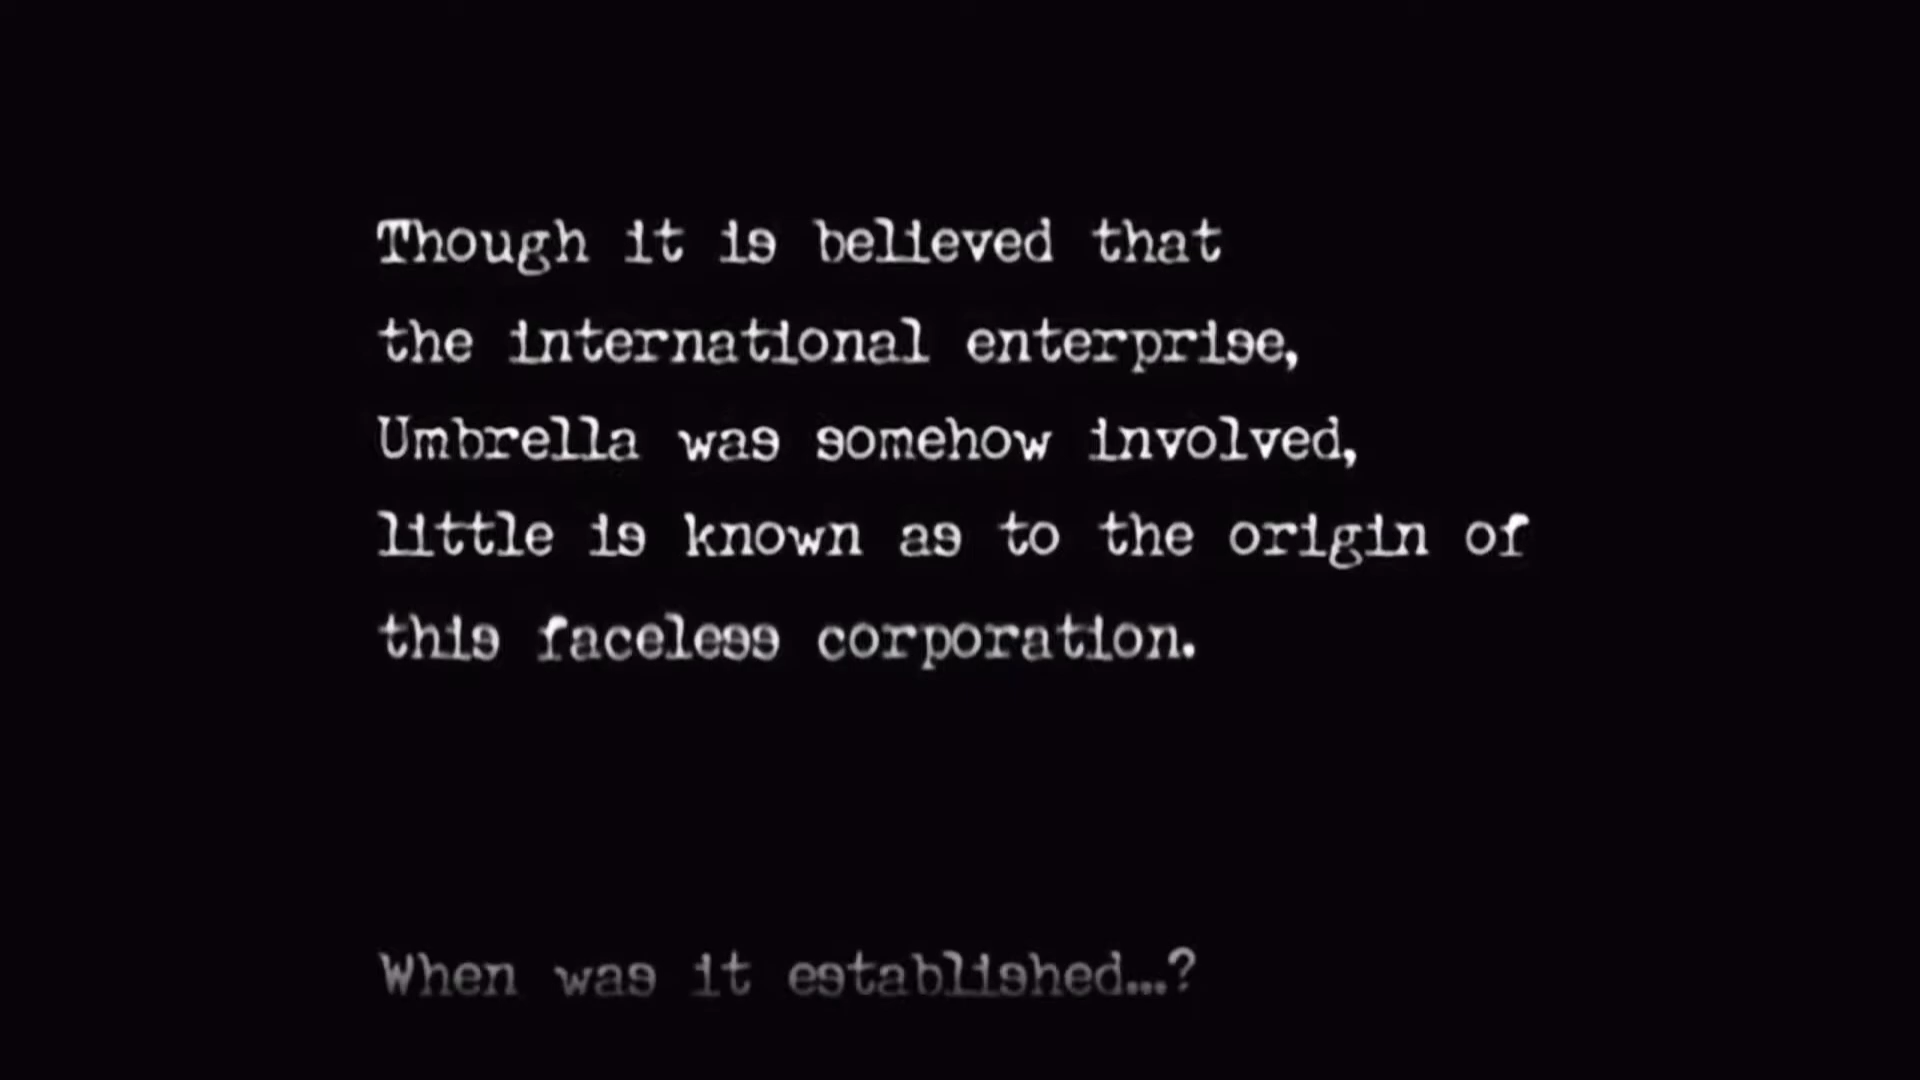 Though it is believed that
the international enterprise,
Umbrella was somehow involved,
little is known as to the origin of
this faceless corporation.
When was it established...?